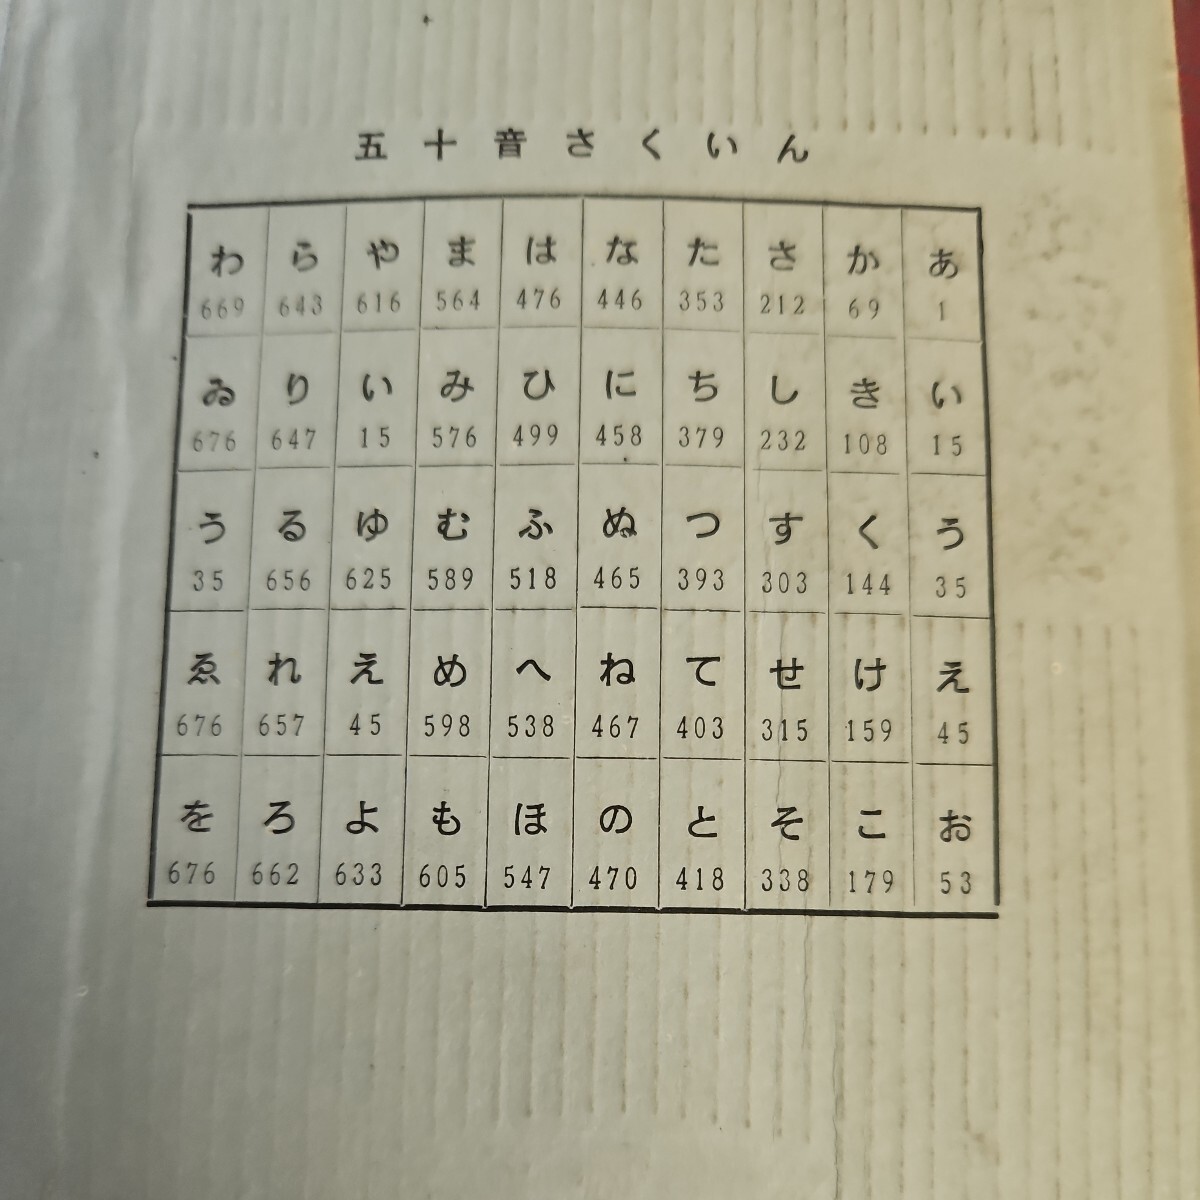 五十音さくいん
わ ら や ま は な た さ か あ
669 643 616 564 476 446 353 212 69 1
ゐ り い み ひ に ち し き い
676 647 15 576 499 458 379 232 108 15
う る ゆ む ふ ぬ つ す く う
35 656 625 589 518 465 393 303 144 35
ゑ れ え め へ ね て せ け え
676 657 45 598 538 467 403 315 159 45
を ろ よ も ほ の と そ こ お
676 662 633 605 547 470 418 338 179 53